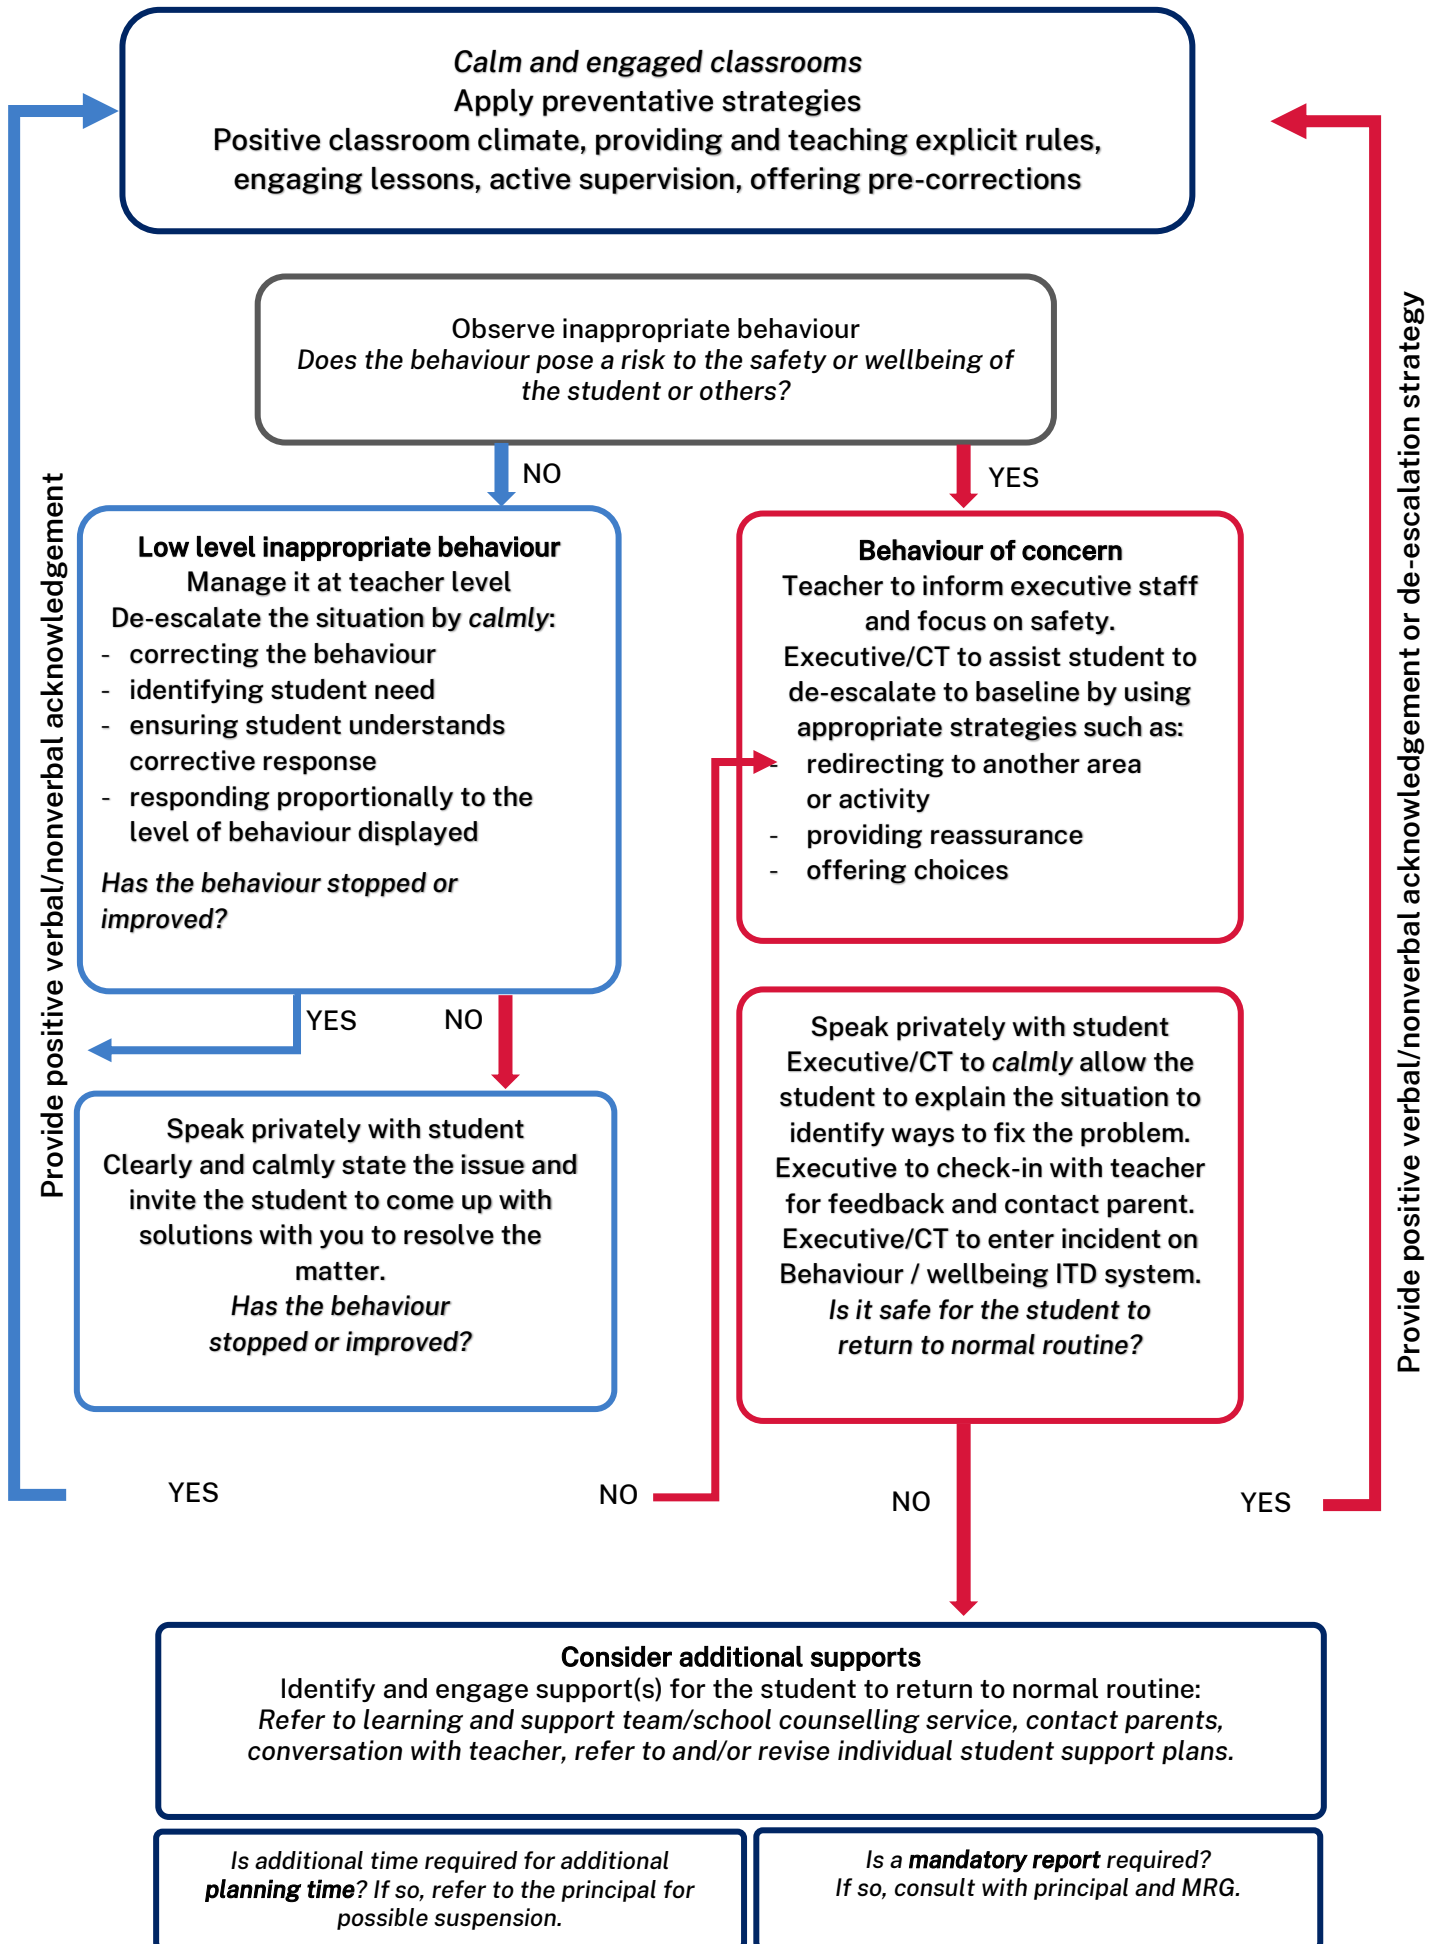 Calm and engaged classrooms
Apply preventative strategies
Positive classroom climate, providing and teaching explicit rules,
engaging lessons, active supervision, offering pre-corrections
Observe inappropriate behaviour
Does the behaviour pose a risk to the safety or wellbeing of
the student or others?
NO
YES
Low level inappropriate behaviour
Manage it at teacher level
De-escalate the situation by calmly:
- correcting the behaviour
- identifying student need
- ensuring student understands
corrective response
- responding proportionally to the
level of behaviour displayed
Has the behaviour stopped or
improved?
Behaviour of concern
Teacher to inform executive staff
and focus on safety.
Executive/CT to assist student to
de-escalate to baseline by using
appropriate strategies such as:
- redirecting to another area
or activity
- providing reassurance
- offering choices
YES
NO
Speak privately with student
Clearly and calmly state the issue and
invite the student to come up with
solutions with you to resolve the
matter.
Has the behaviour
stopped or improved?
Speak privately with student
Executive/CT to calmly allow the
student to explain the situation to
identify ways to fix the problem.
Executive to check-in with teacher
for feedback and contact parent.
Executive/CT to enter incident on
Behaviour / wellbeing ITD system.
Is it safe for the student to
return to normal routine?
YES
NO
NO
YES
Provide positive verbal/nonverbal acknowledgement
Provide positive verbal/nonverbal acknowledgement or de-escalation strategy
Consider additional supports
Identify and engage support(s) for the student to return to normal routine:
Refer to learning and support team/school counselling service, contact parents,
conversation with teacher, refer to and/or revise individual student support plans.
Is additional time required for additional
planning time? If so, refer to the principal for
possible suspension.
Is a mandatory report required?
If so, consult with principal and MRG.